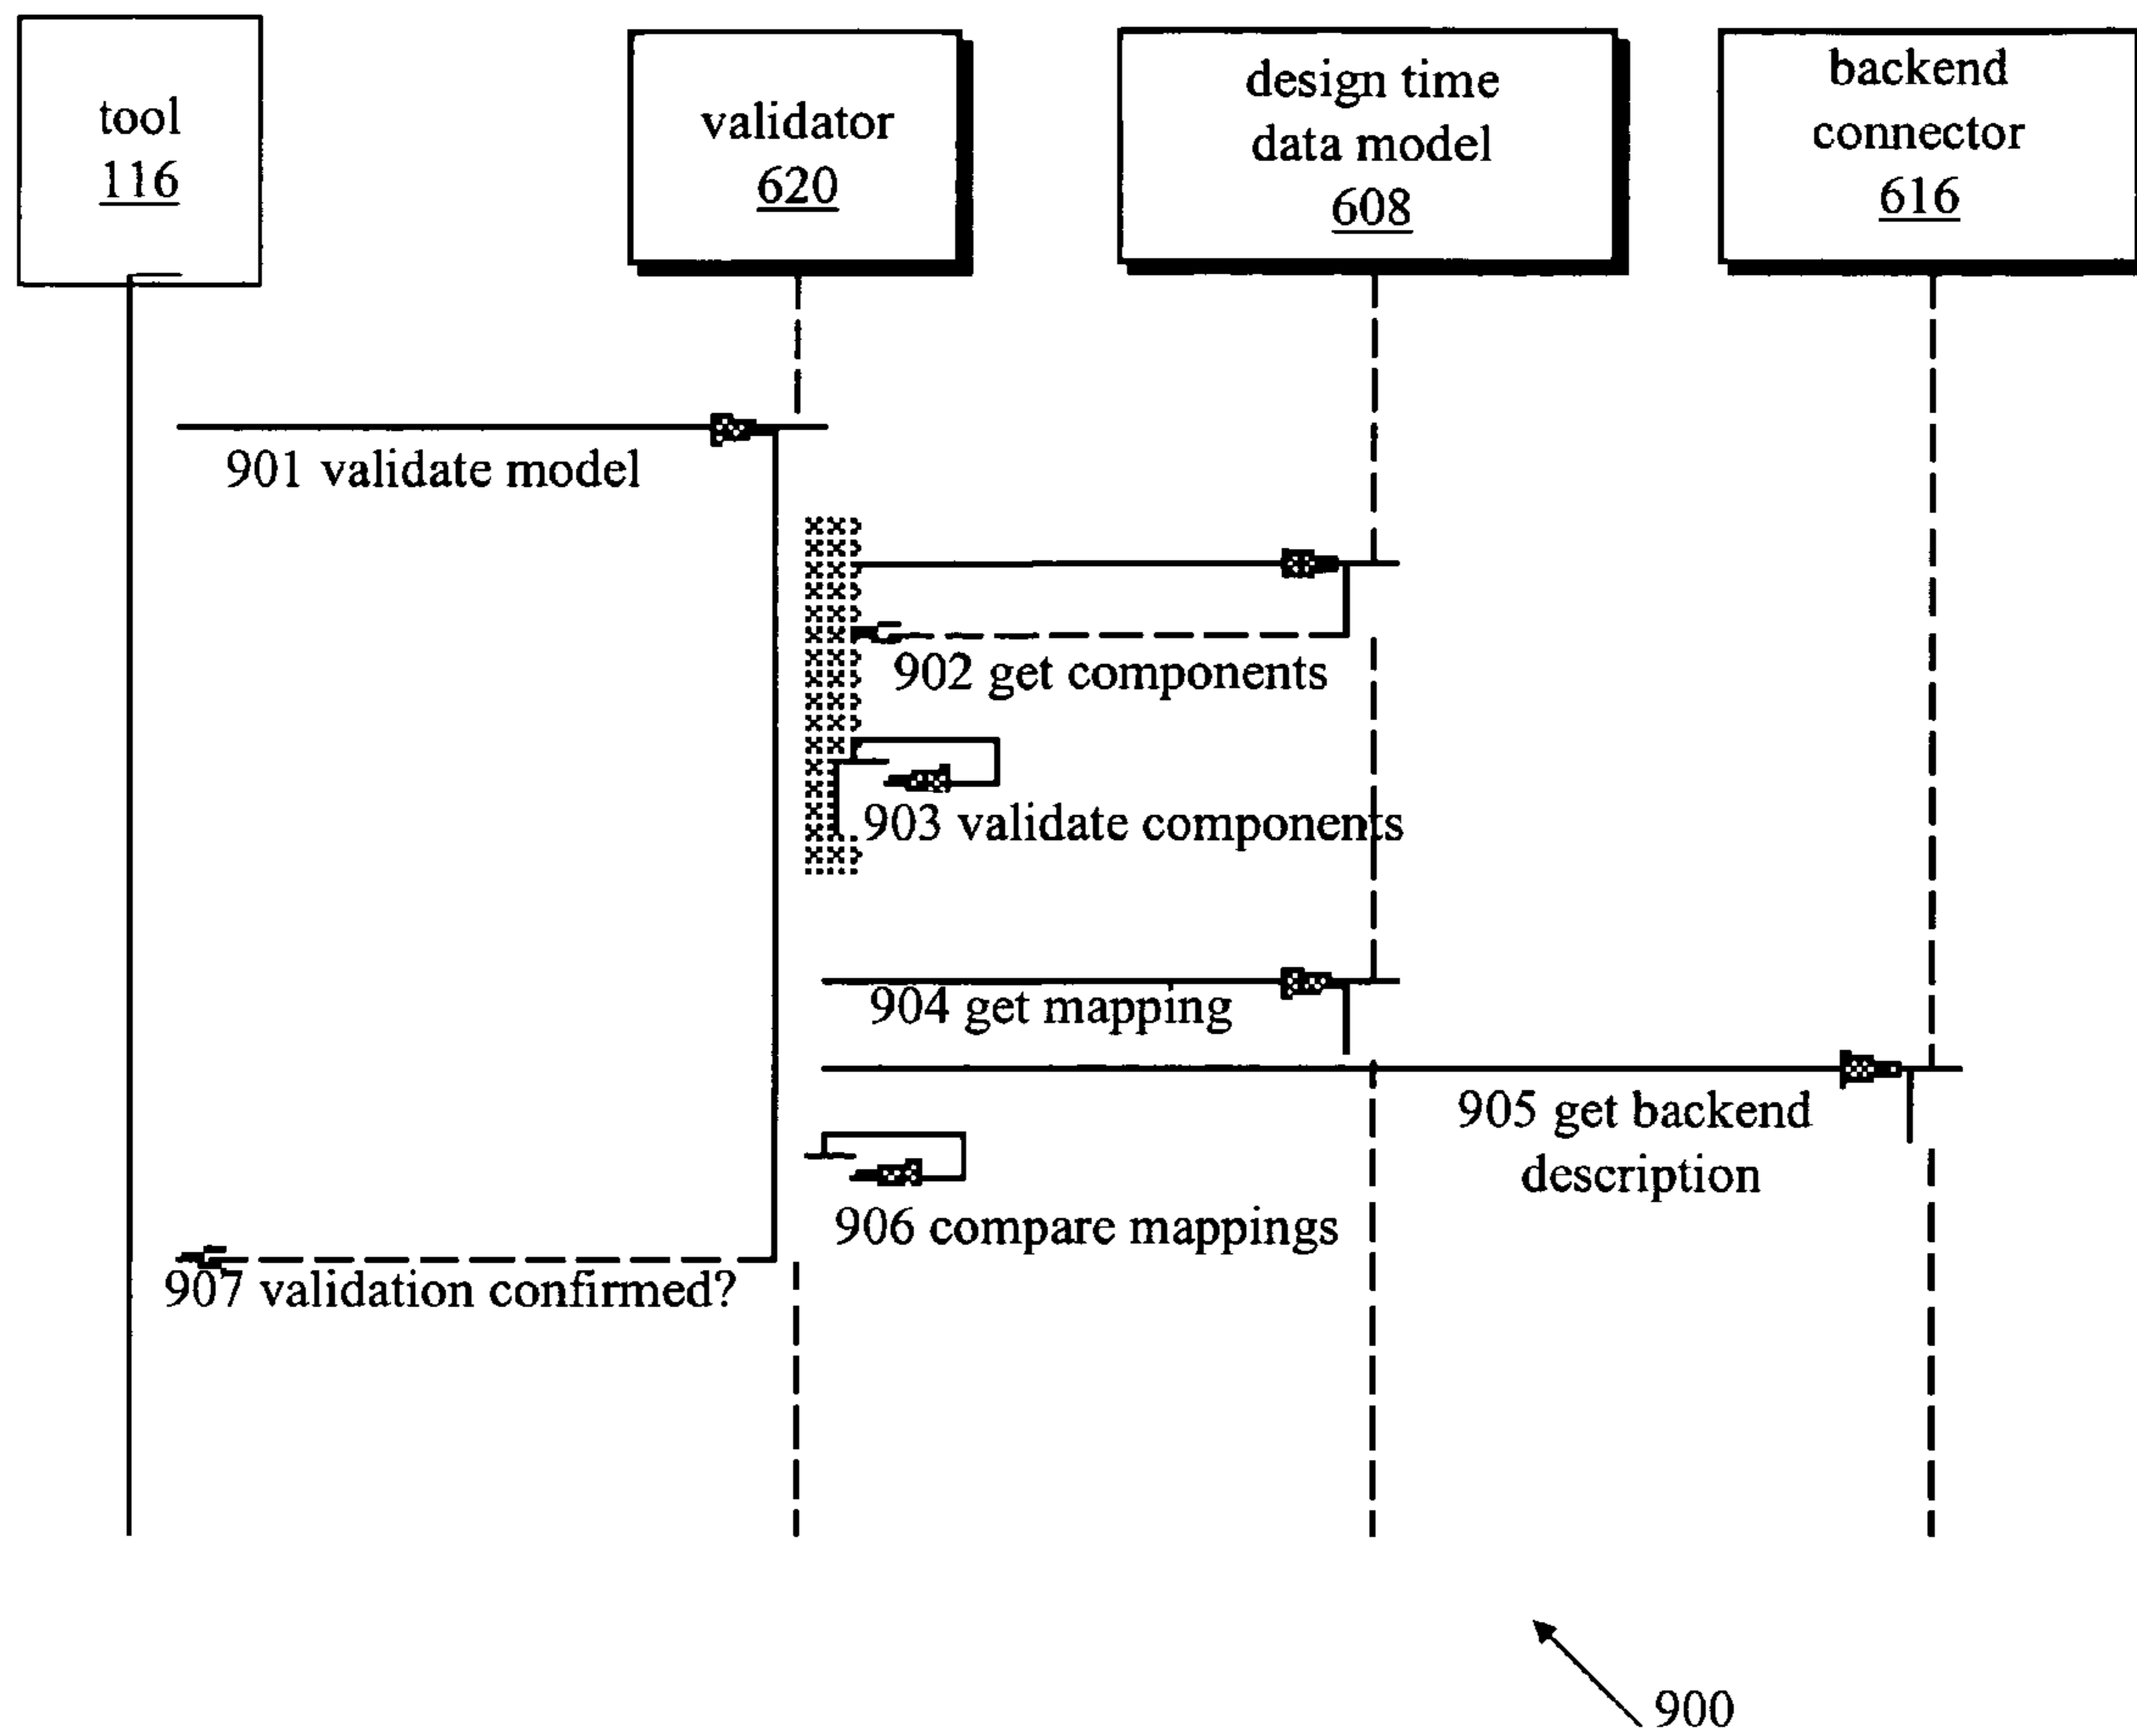 tool
116
validator
620
design time
data model
608
backend
connector
616
901 validate model
902 get components
903 validate components
904 get mapping
905 get backend
description
906 compare mappings
907 validation confirmed?
900